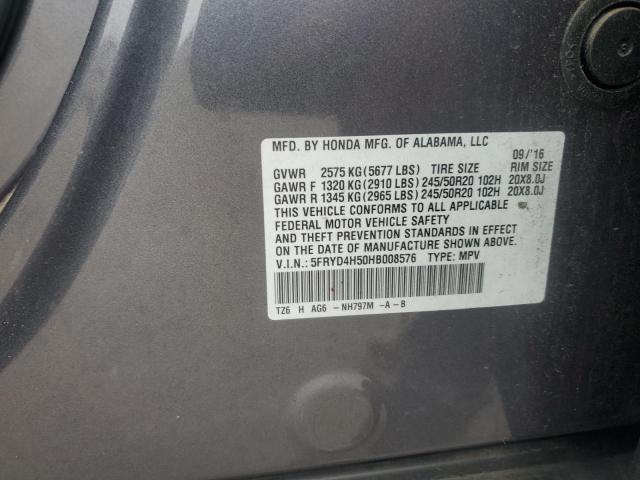 MFD. BY HONDA MFG. OF ALABAMA, LLC
09/'16
GVWR 2575 KG(5677 LBS) TIRE SIZE RIM SIZE
GAWR F 1320 KG(2910 LBS) 245/50R20 102H 20X8.0J
GAWR R 1345 KG(2965 LBS) 245/50R20 102H 20X8.0J
THIS VEHICLE CONFORMS TO ALL APPLICABLE
FEDERAL MOTOR VEHICLE SAFETY
AND THEFT PREVENTION STANDARDS IN EFFECT
ON THE DATE OF MANUFACTURE SHOWN ABOVE.
V.I.N.: 5FRYD4H50HB008576 TYPE: MPV
TZ6 H AG6 -NH797M -A-B